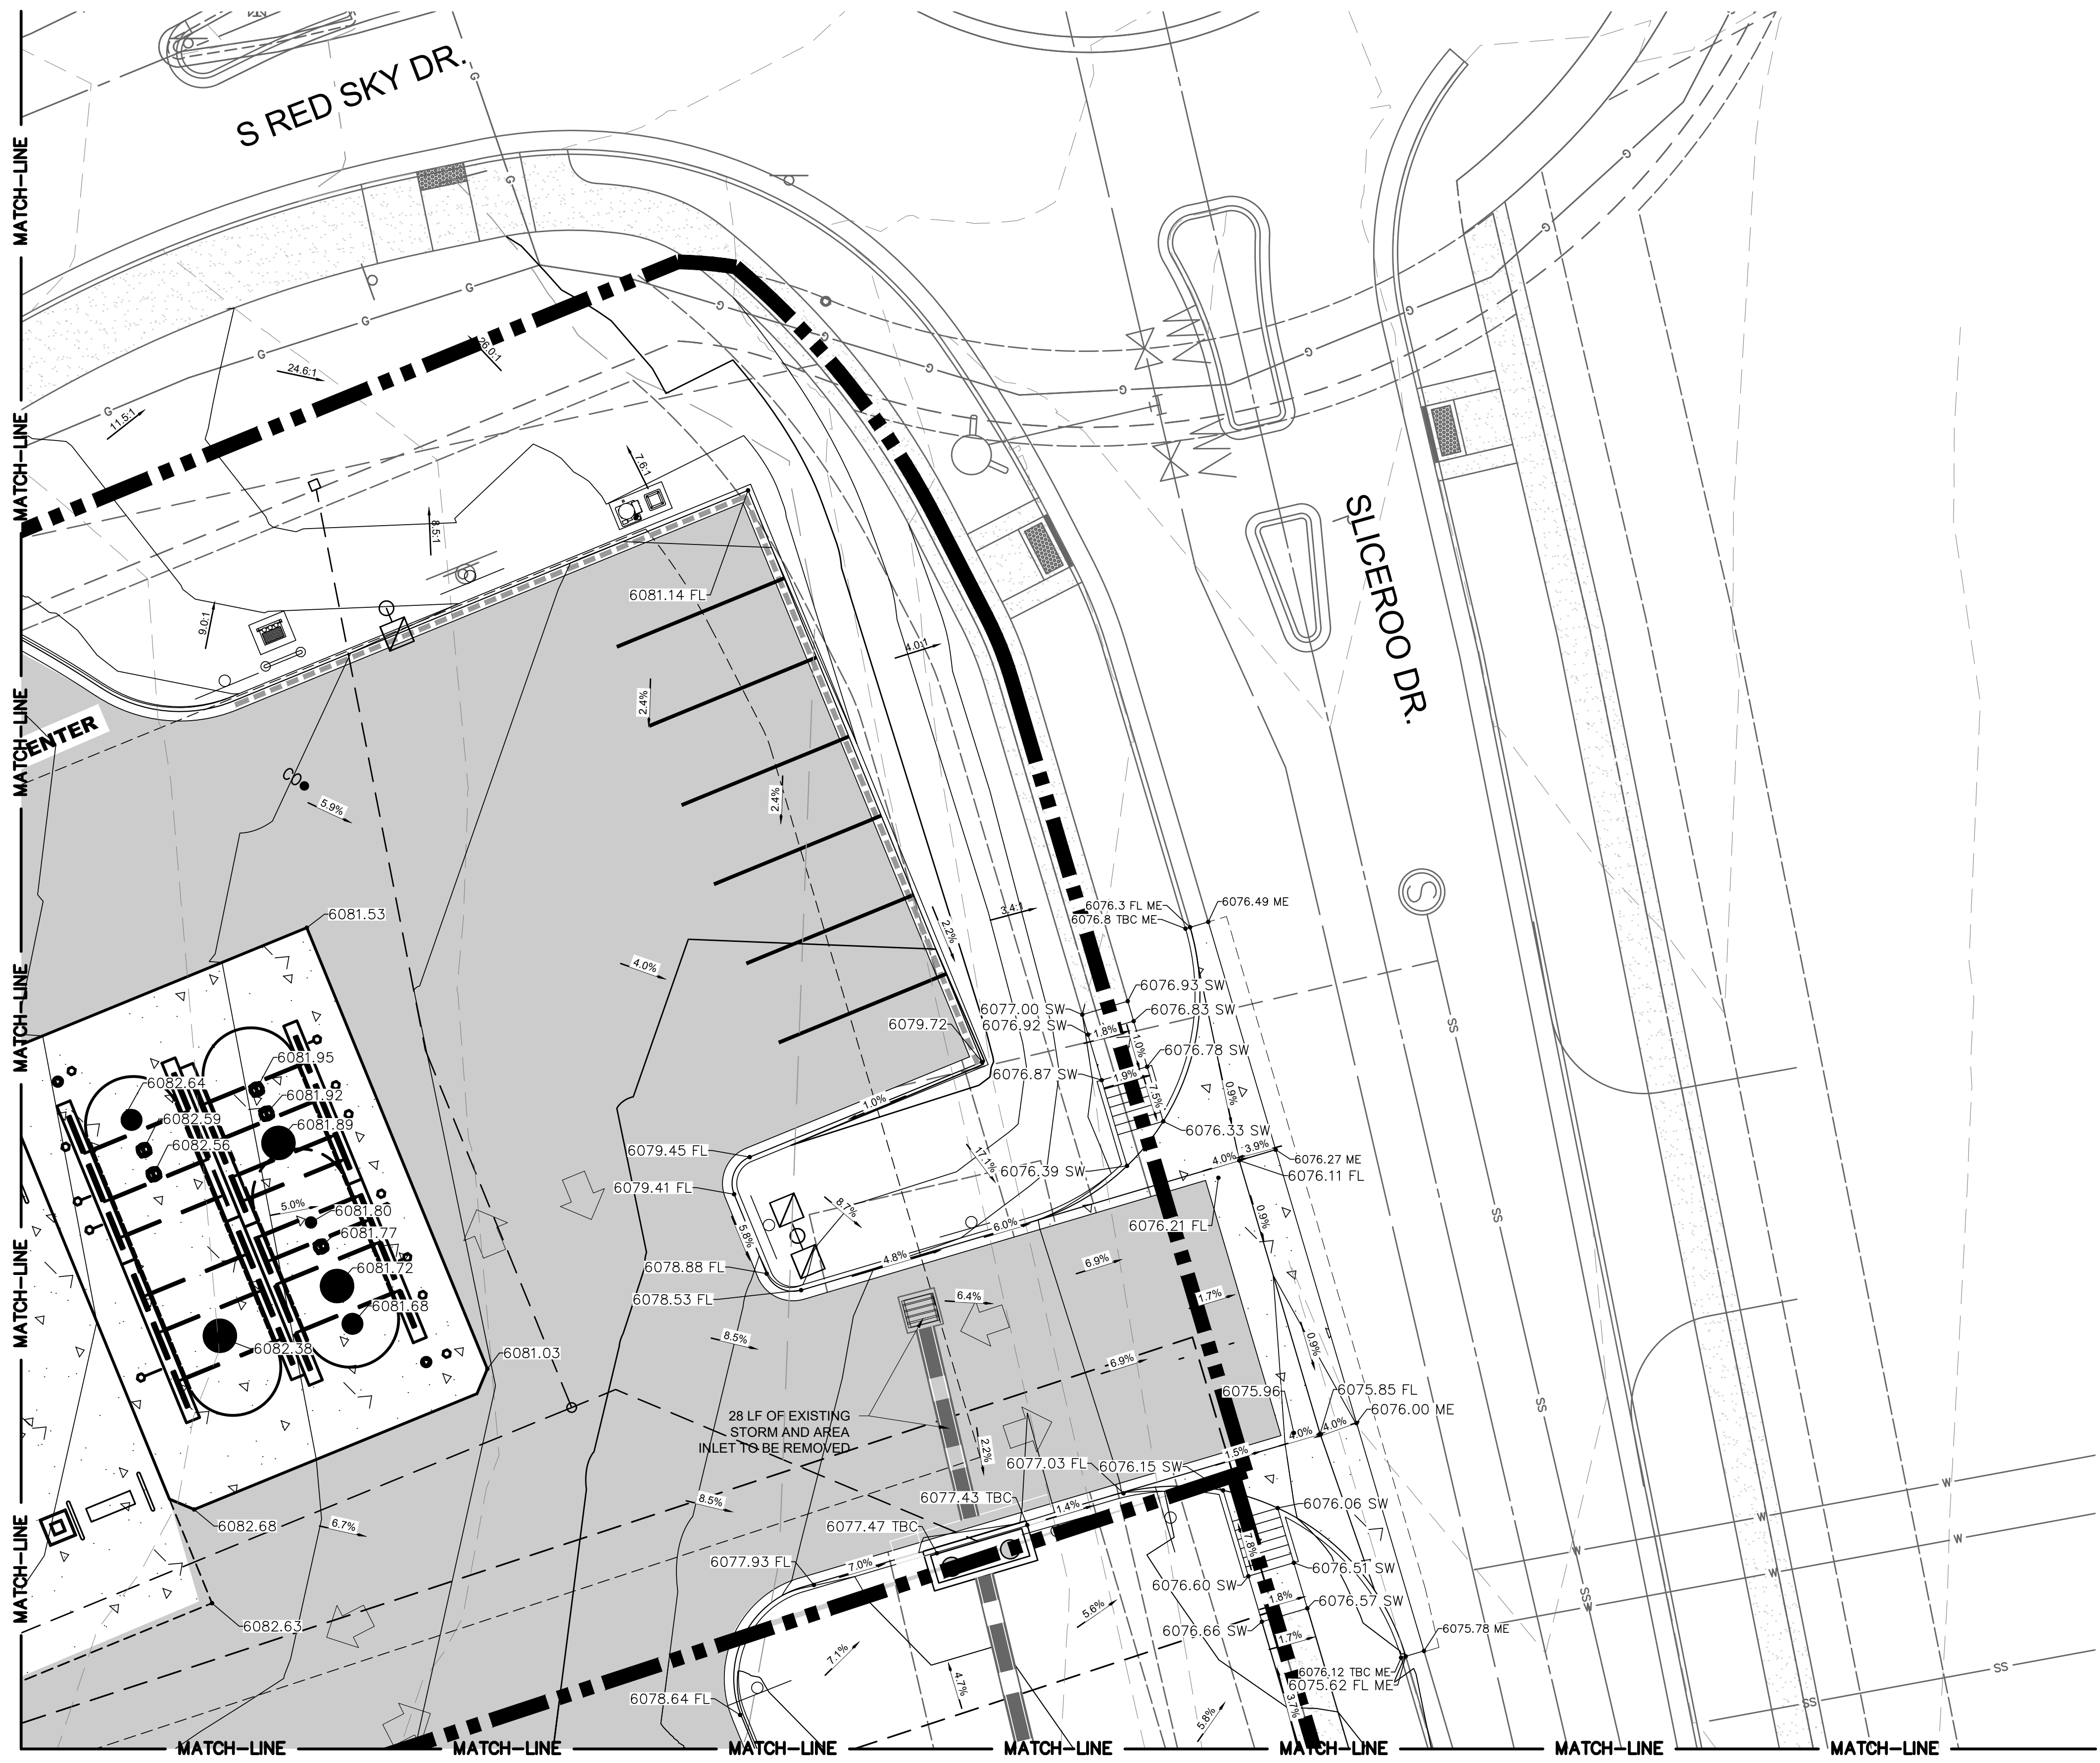 S RED SKY DR.
G
G
G
G
G
G
G
G
G
G
G
G
G
G
MATCH-LINE
MATCH-LINE
MATCH-LINE
MATCH-LINE
MATCH-LINE
MATCH-LINE
24.6:1
26.0:1
11.5:1
7.6:1
8.5:1
9.0:1
6081.14 FL
4.0:1
SLICEROO DR.
2.4%
2.4%
ENTER
CO
5.9%
6081.53
4.0%
2.2%
3.4:1
S
6076.3 FL ME
6076.8 TBC ME
6076.49 ME
6076.93 SW
6077.00 SW
6076.83 SW
6079.72
6076.92 SW
1.8%
1.0%
6076.78 SW
6076.87 SW
1.9%
7.5%
0.9%
6081.95
6082.64
6081.92
6082.59
6081.89
6082.56
1.0%
6076.33 SW
6079.45 FL
17.1%
6076.39 SW
4.0%
3.9%
6076.27 ME
6076.11 FL
6079.41 FL
5.0%
6081.80
6081.77
8.7%
5.8%
6.0%
6076.21 FL
0.9%
6081.72
6078.88 FL
4.8%
6.9%
6081.68
6078.53 FL
6.4%
1.7%
6082.38
6081.03
8.5%
0.9%
6.9%
6075.96
6075.85 FL
6076.00 ME
28 LF OF EXISTING
STORM AND AREA
INLET TO BE REMOVED
2.2%
4.0%
4.0%
1.5%
6077.03 FL
6076.15 SW
8.5%
6077.43 TBC
1.4%
6076.06 SW
6082.68
6.7%
6077.47 TBC
7.8%
6077.93 FL
7.0%
6076.51 SW
6076.60 SW
1.8%
6076.57 SW
5.6%
6082.63
6076.66 SW
1.7%
6075.78 ME
7.1%
4.7%
6076.12 TBC ME
6075.62 FL ME
3.7%
6078.64 FL
5.8%
SS
SS
SS
SS
SS
SS
W
W
W
W
W
W
MATCH-LINE
MATCH-LINE
MATCH-LINE
MATCH-LINE
MATCH-LINE
MATCH-LINE
MATCH-LINE